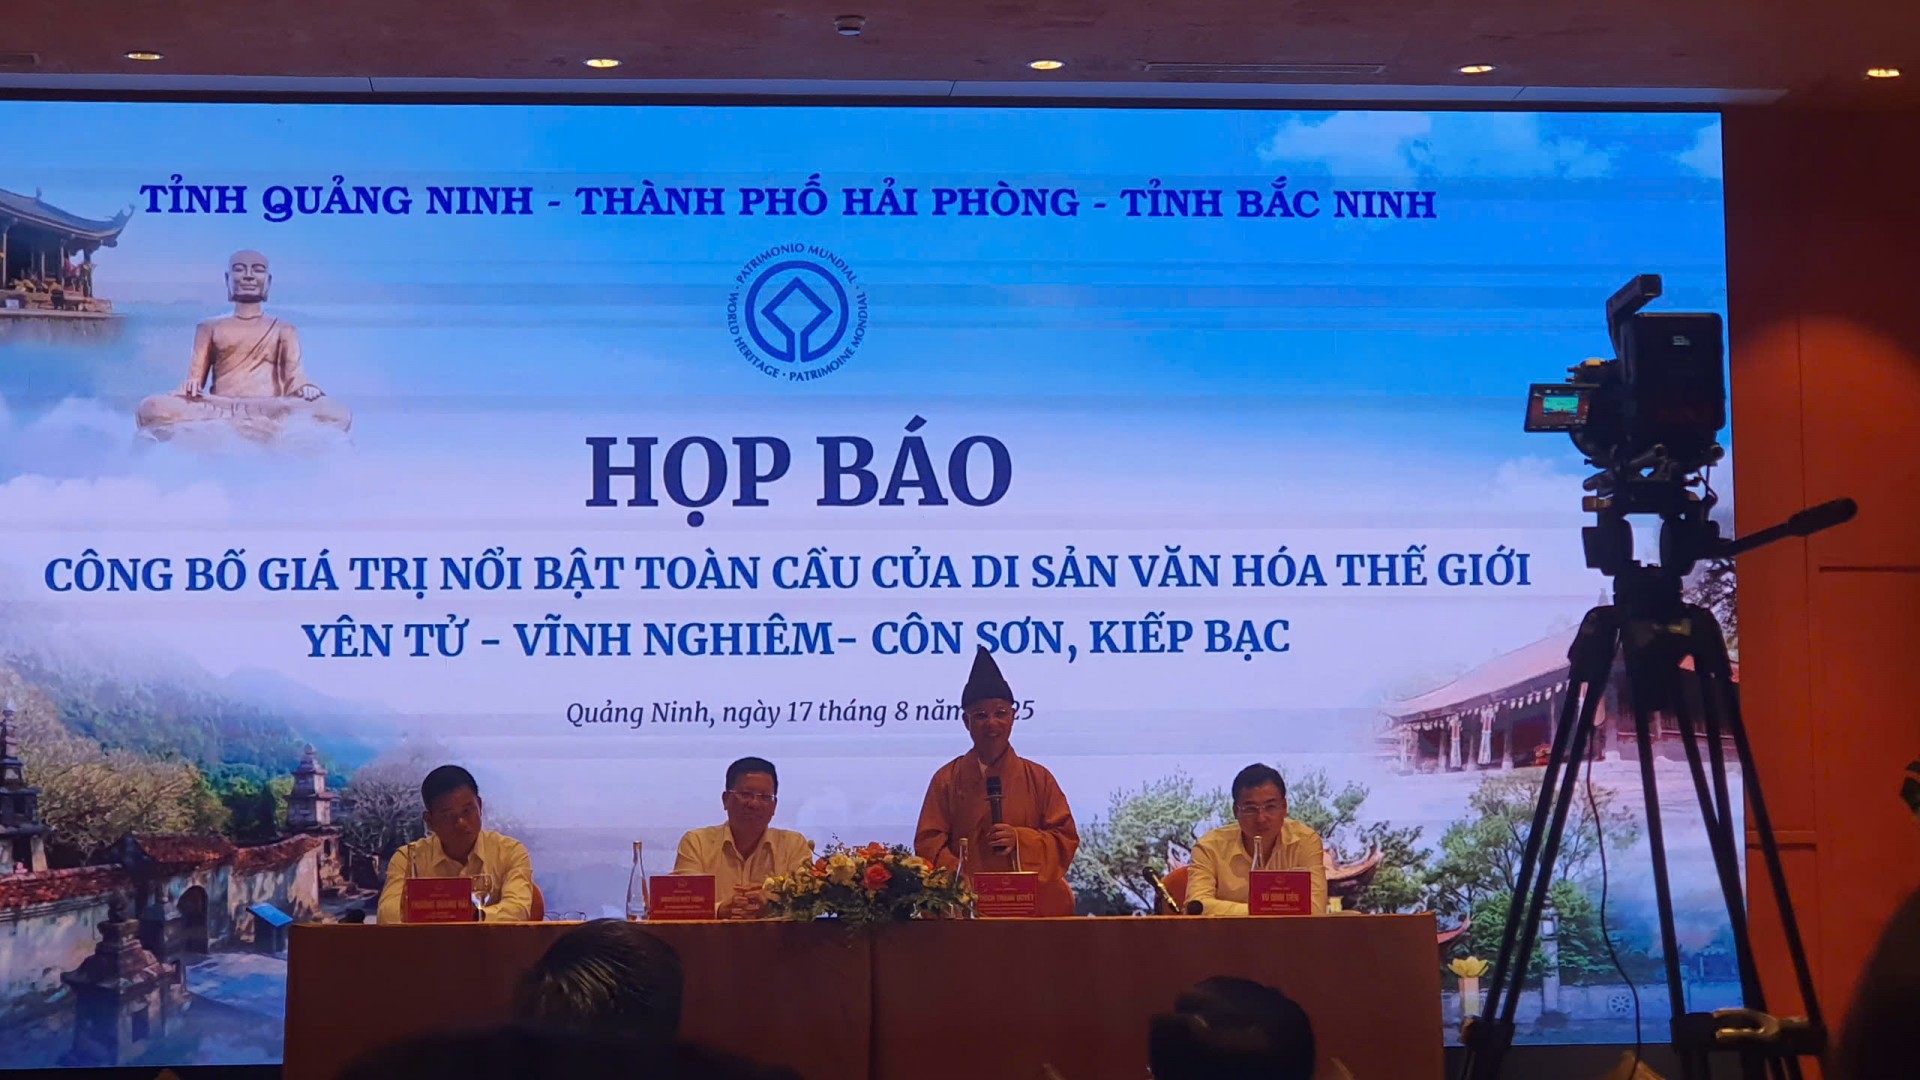 TỈNH QUẢNG NINH - THÀNH PHỐ HẢI PHÒNG - TỈNH BẮC NINH
PATRIMONIO MUNDIAL · WORLD HERITAGE · PATRIMOINE MONDIAL ·
HỌP BÁO
CÔNG BỐ GIÁ TRỊ NỔI BẬT TOÀN CẦU CỦA DI SẢN VĂN HÓA THẾ GIỚI
YÊN TỬ - VĨNH NGHIÊM- CÔN SƠN, KIẾP BẠC
Quảng Ninh, ngày 17 tháng 8 năm 25
THANH QUYẾT